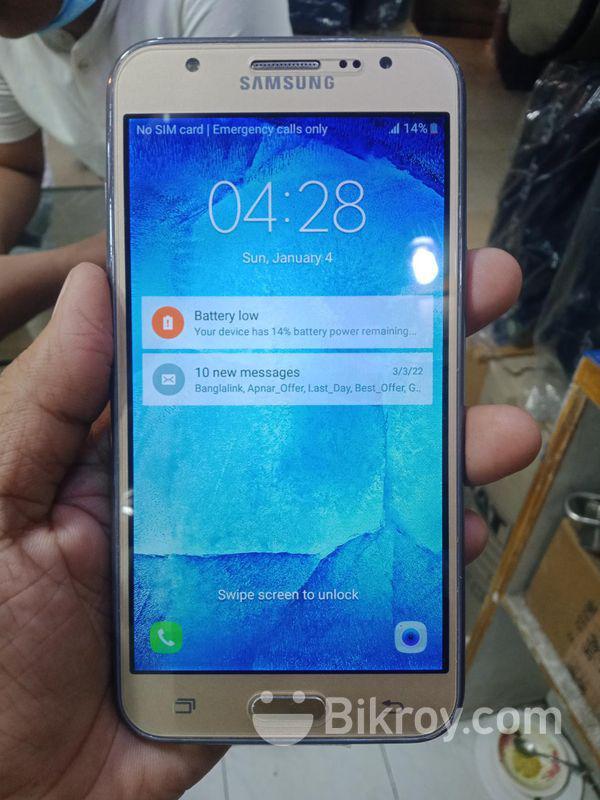 SAMSUNG
No SIM card | Emergency calls only 14%
04:28
Sun, January 4
Battery low
Your device has 14% battery power remaining...
10 new messages 3/3/22
Banglalink, Apnar_Offer, Last_Day, Best_Offer, G..
Swipe screen to unlock
Bikroy.com